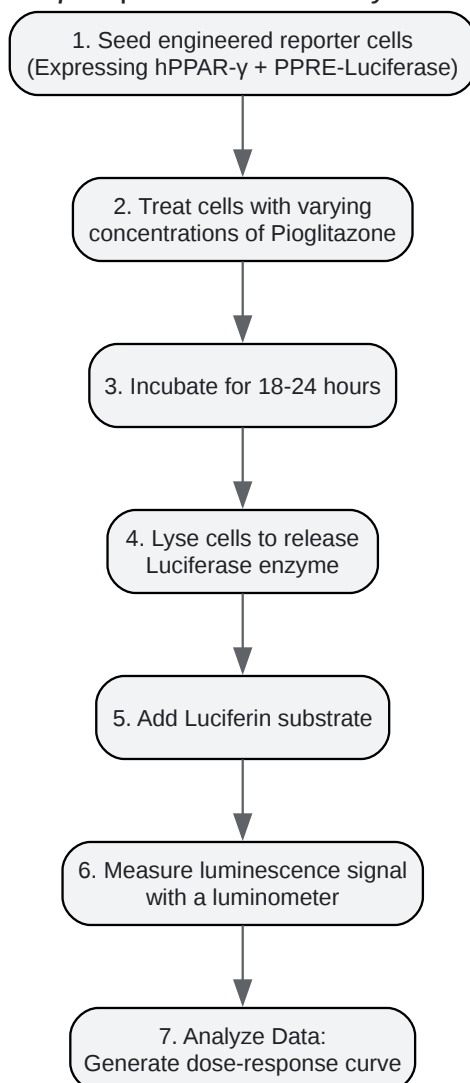 1. Seed engineered reporter cells
(Expressing hPPAR-γ + PPRE-Luciferase)
2. Treat cells with varying
concentrations of Pioglitazone
3. Incubate for 18-24 hours
4. Lyse cells to release
Luciferase enzyme
5. Add Luciferin substrate
6. Measure luminescence signal
with a luminometer
7. Analyze Data:
Generate dose-response curve